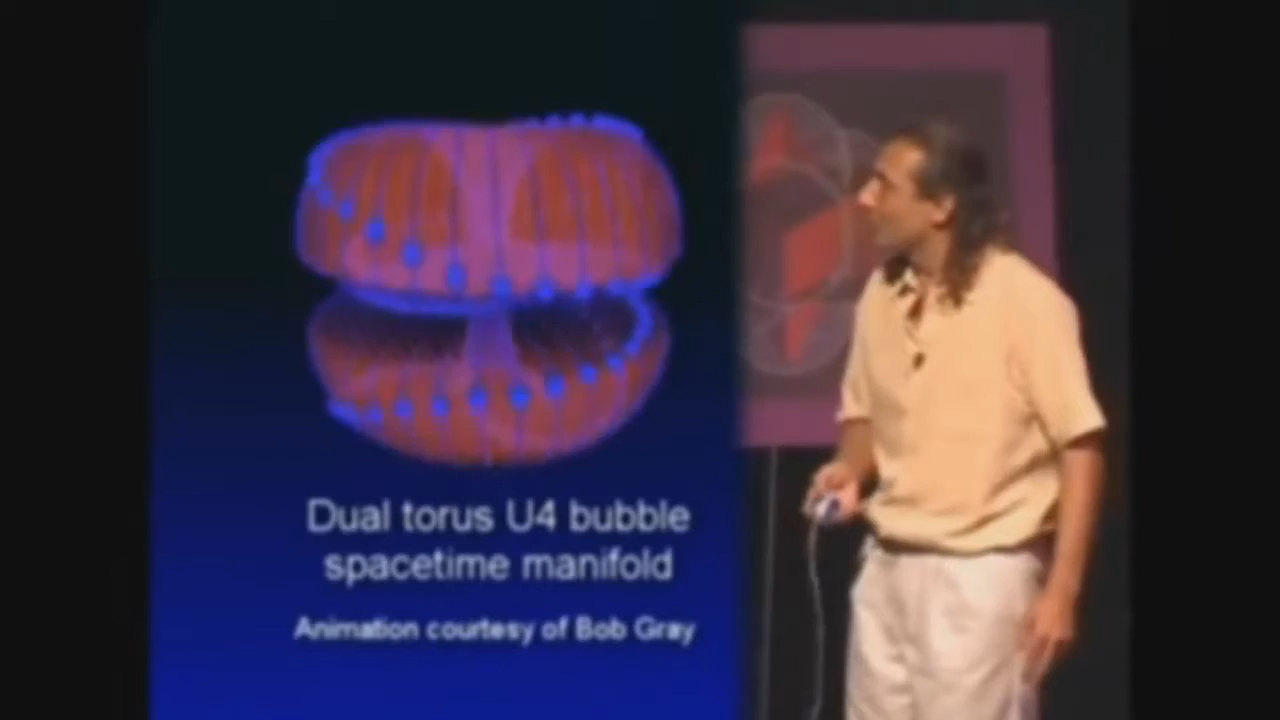 Dual torus U4 bubble
spacetime manifold
Animation courtesy of Bob Gray